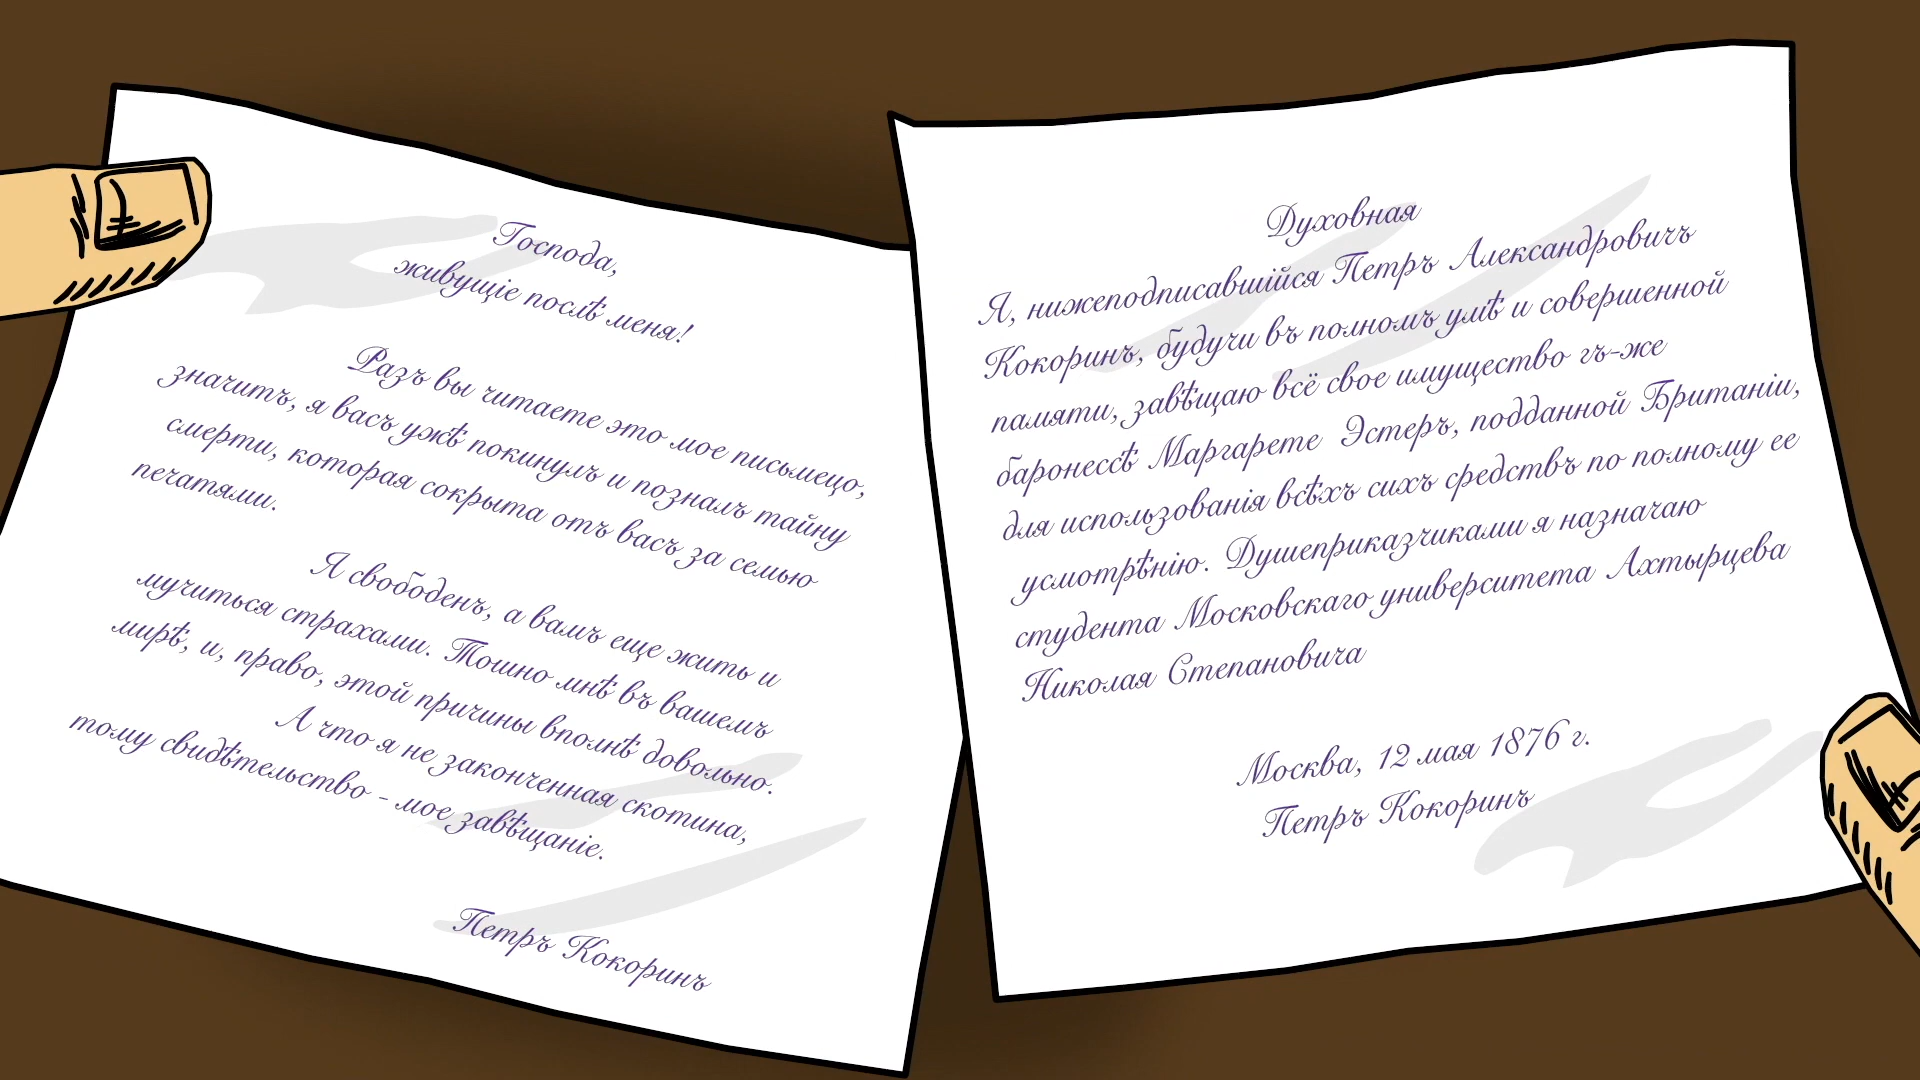 Господа,
живущіе послѣ меня!
Разъ вы читаете это мое письмецо,
значитъ, я васъ ужѣ покинулъ и позналъ тайну
смерти, которая сокрыта отъ васъ за семью
печатями.
Я свободенъ, а вамъ еще жить и
мучиться страхами. Тошно мнѣ въ вашемъ
мирѣ, и, право, этой причины вполнѣ довольно.
А что я не законченная скотина,
тому свидѣтельство - мое завѣщаніе.
Петръ Кокоринъ
Духовная
Я, нижеподписавшійся Петръ Александровичъ
Кокоринъ, будучи въ полномъ умѣ и совершенной
памяти, завѣщаю всё свое имущество гъ-же
баронессѣ Маргарете Эстеръ, подданной Британіи,
для использованія всѣхъ сихъ средствъ по полному ее
усмотрѣнію. Душеприказчиками я назначаю
студента Московскаго университета Ахтырцева
Николая Степановича
Москва, 12 мая 1876 г.
Петръ Кокоринъ